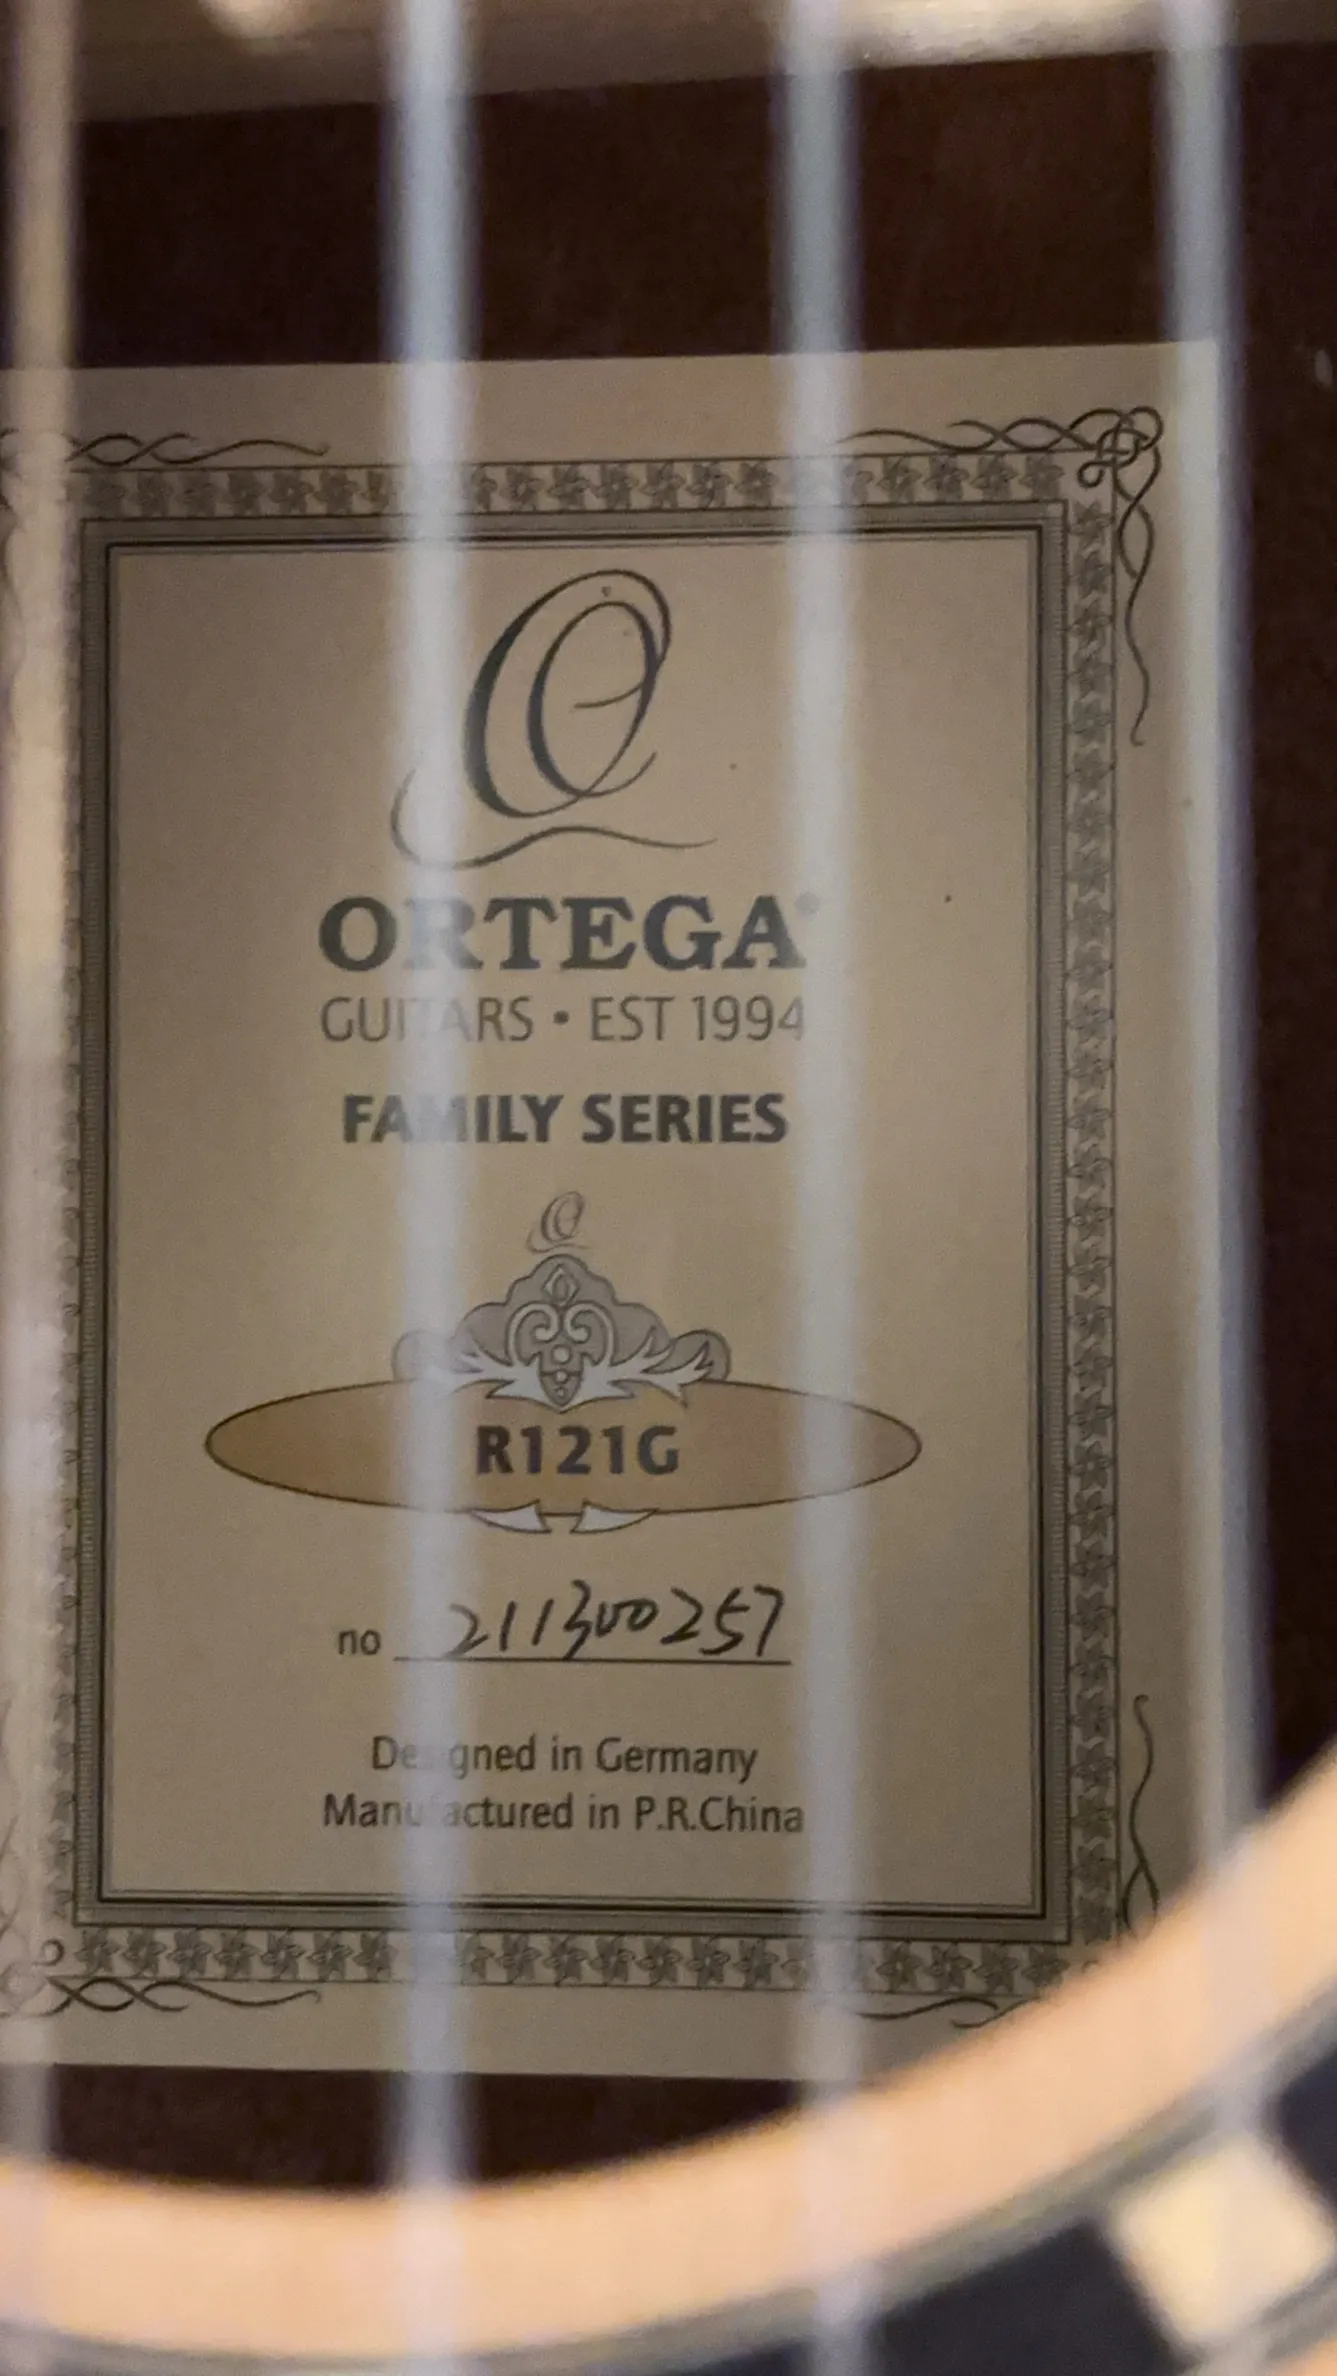 ORTEGA
GUITARS • EST 1994
FAMILY SERIES
R121G
no 211300257
Designed in Germany
Manufactured in P.R.China